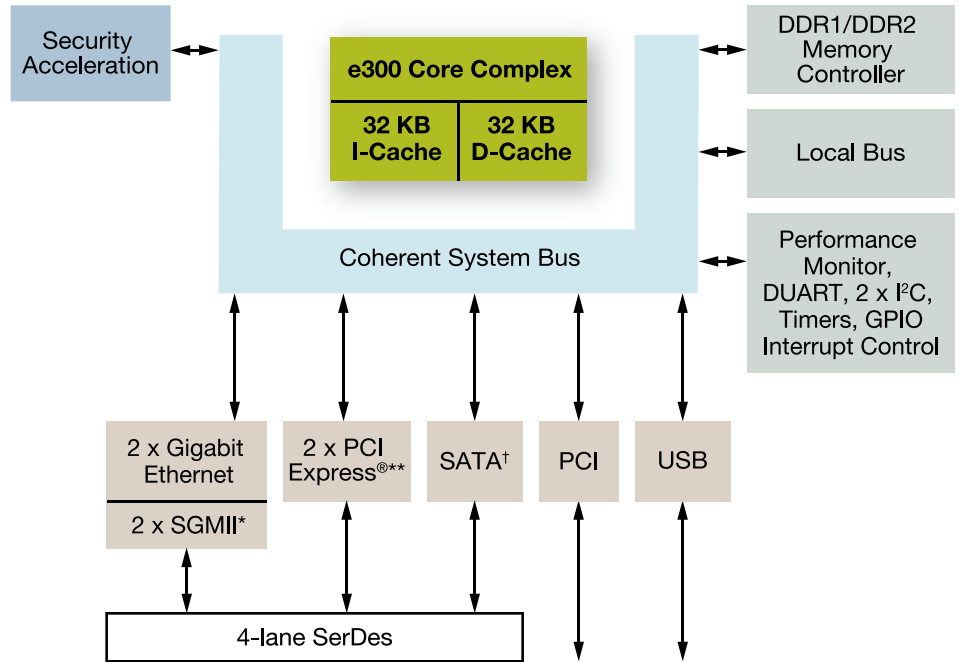 Security
Acceleration
e300 Core Complex
32 KB
I-Cache
32 KB
D-Cache
DDR1/DDR2
Memory
Controller
Local Bus
Coherent System Bus
Performance
Monitor,
DUART, 2 x I²C,
Timers, GPIO
Interrupt Control
2 x Gigabit
Ethernet
2 x SGMII*
2 x PCI
Express®**
SATA†
PCI
USB
4-lane SerDes